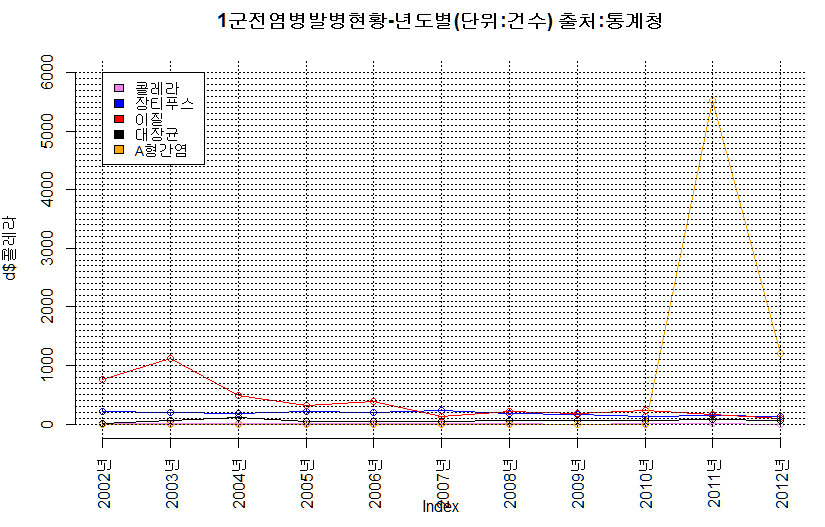 1군전염병발병현황-년도별(단위:건수) 출처:통계청
콜레라
장티푸스
이질
대장균
A형간염
d$콜레라
6000
5000
4000
3000
2000
1000
0
2002년
2003년
2004년
2005년
2006년
2007년
2008년
2009년
2010년
2011년
2012년
Index